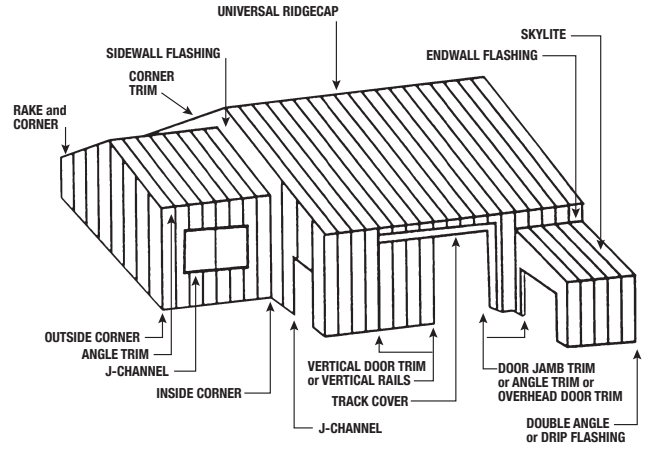 UNIVERSAL RIDGECAP
SKYLITE
SIDEWALL FLASHING
ENDWALL FLASHING
CORNER
TRIM
RAKE and
CORNER
OUTSIDE CORNER
ANGLE TRIM
J-CHANNEL
INSIDE CORNER
J-CHANNEL
VERTICAL DOOR TRIM
or VERTICAL RAILS
TRACK COVER
DOOR JAMB TRIM
or ANGLE TRIM or
OVERHEAD DOOR TRIM
DOUBLE ANGLE
or DRIP FLASHING